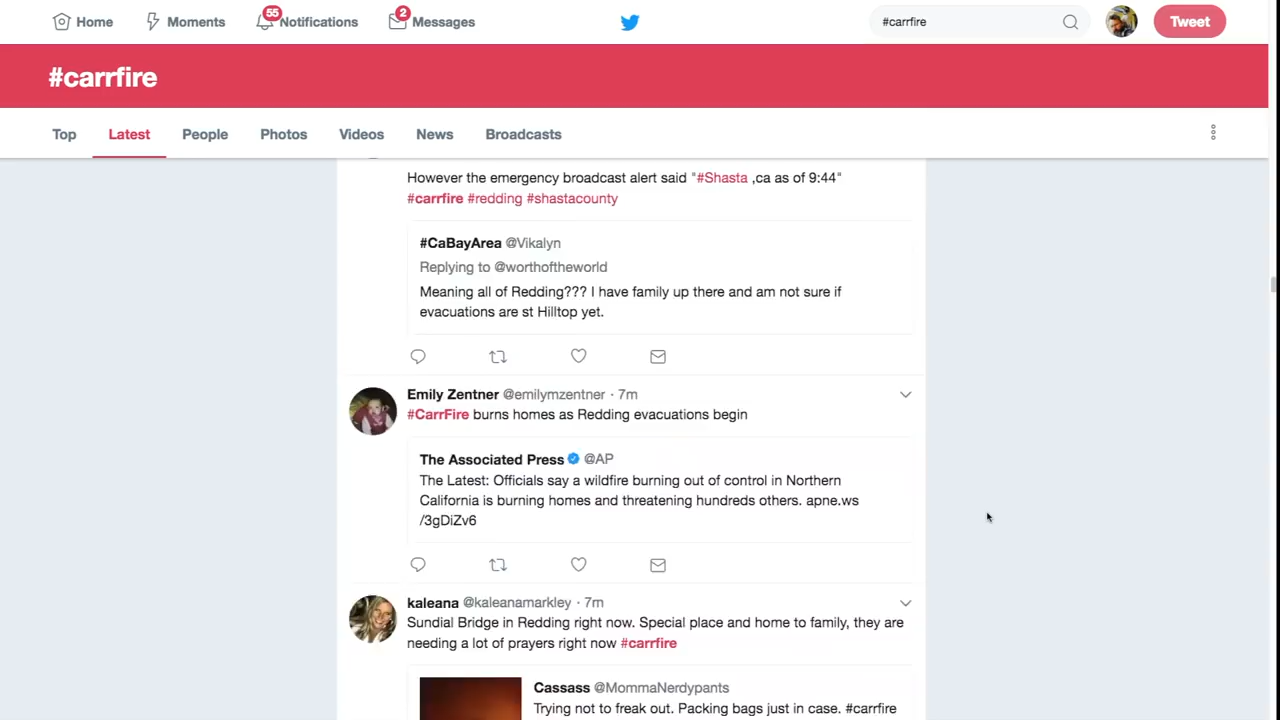 Home Moments 55 Notifications 2 Messages #carrfire Tweet
#carrfire
Top Latest People Photos Videos News Broadcasts
However the emergency broadcast alert said "#Shasta ,ca as of 9:44"
#carrfire #redding #shastacounty
#CaBayArea @Vikalyn
Replying to @worthoftheworld
Meaning all of Redding??? I have family up there and am not sure if
evacuations are st Hilltop yet.
Emily Zentner @emilymzentner · 7m
#CarrFire burns homes as Redding evacuations begin
The Associated Press @AP
The Latest: Officials say a wildfire burning out of control in Northern
California is burning homes and threatening hundreds others. apne.ws
/3gDiZv6
kaleana @kaleanamarkley · 7m
Sundial Bridge in Redding right now. Special place and home to family, they are
needing a lot of prayers right now #carrfire
Cassass @MommaNerdypants
Trying not to freak out. Packing bags just in case. #carrfire